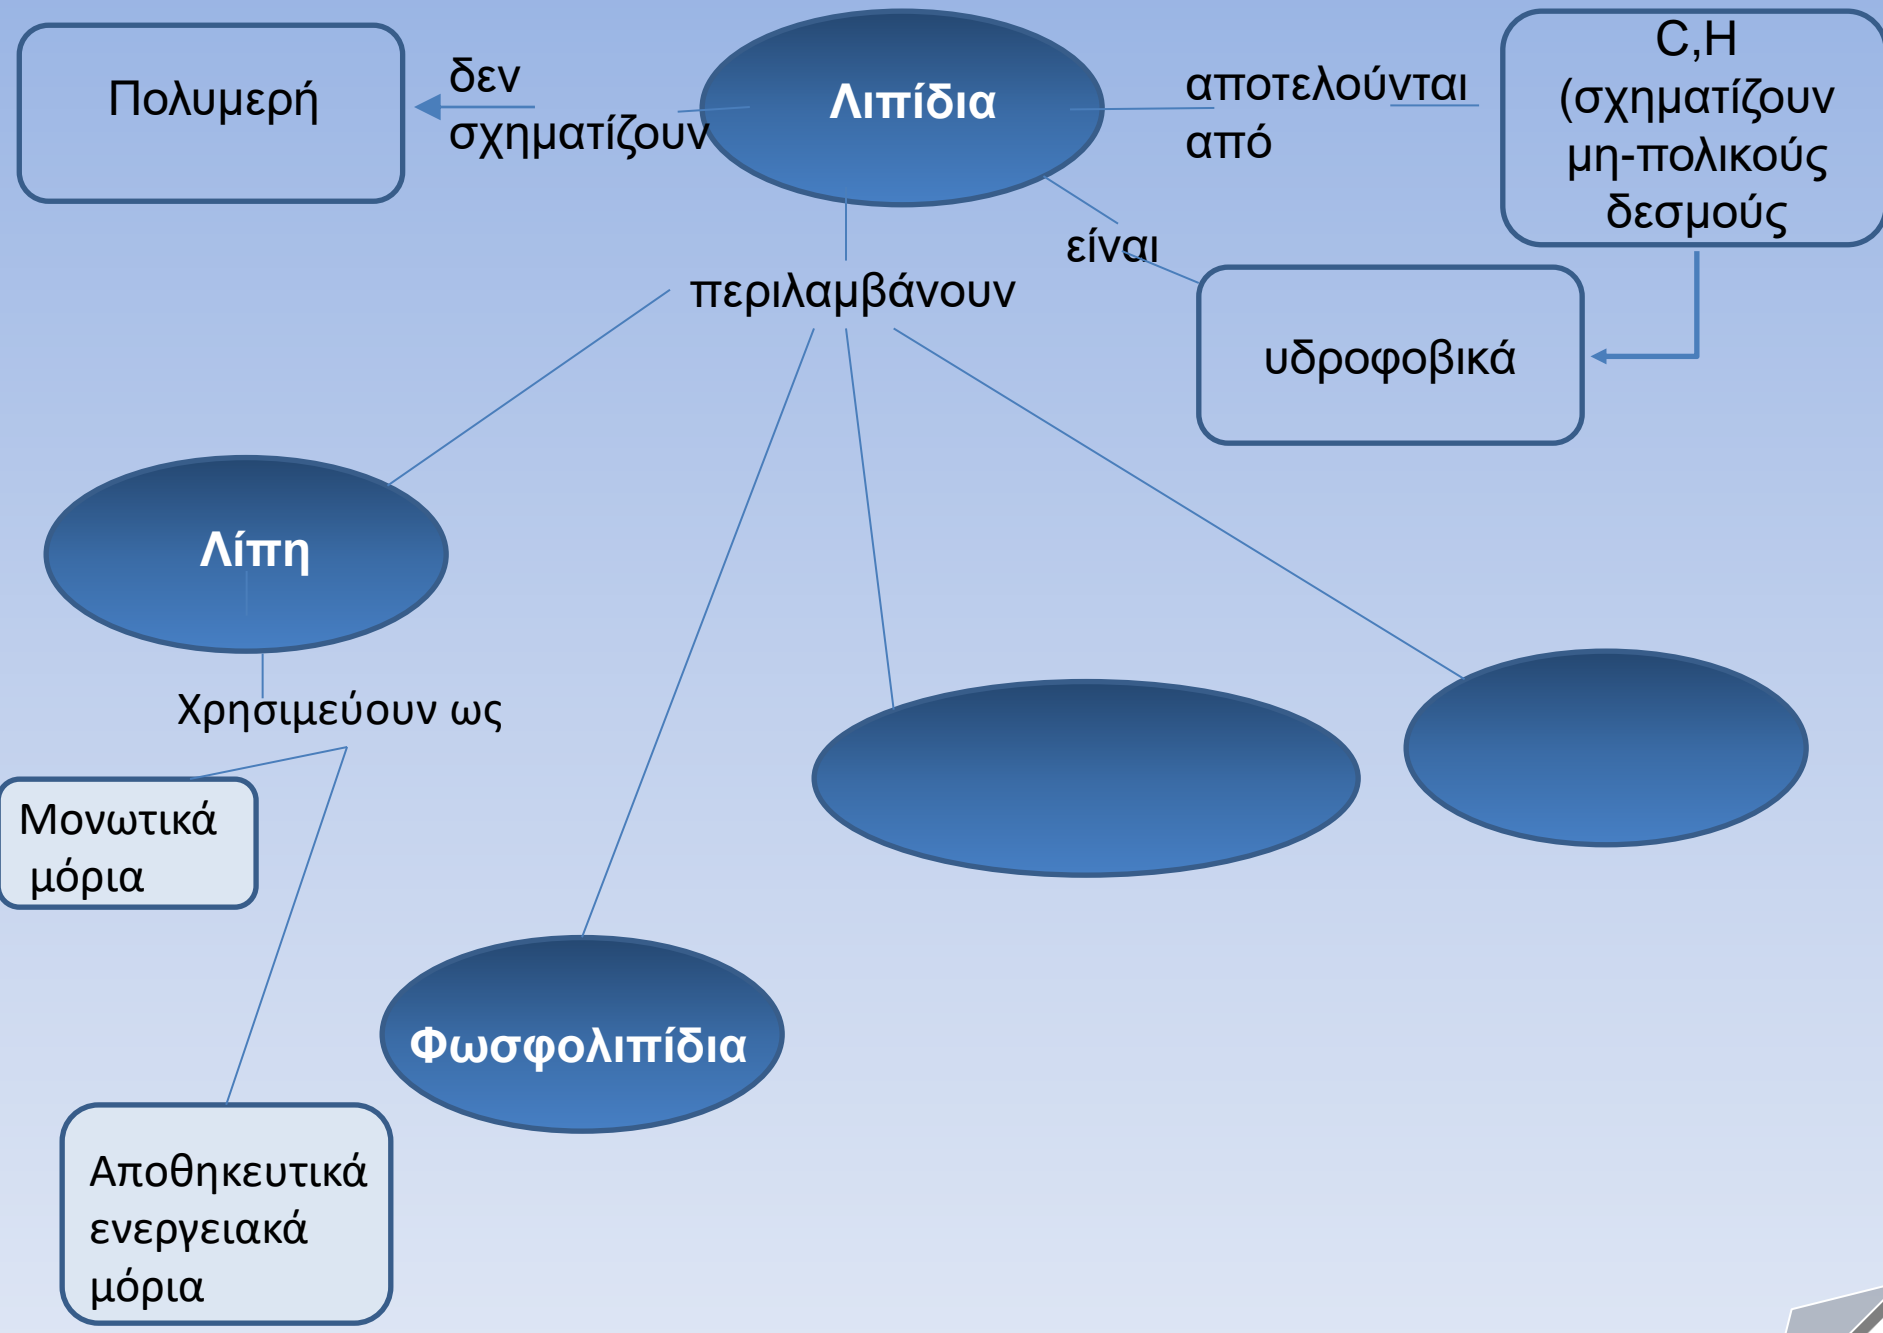 Πολυμερή
δεν
σχηματίζουν
Λιπίδια
αποτελούνται
από
C,H
(σχηματίζουν
μη-πολικούς
δεσμούς
είναι
περιλαμβάνουν
υδροφοβικά
Λίπη
Χρησιμεύουν ως
Μονωτικά
μόρια
Φωσφολιπίδια
Αποθηκευτικά
ενεργειακά
μόρια